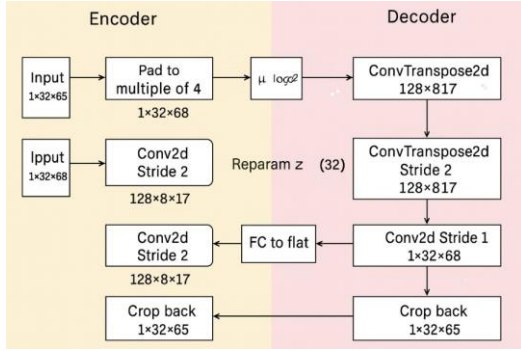 Encoder
Decoder
Input
1×32×65
Pad to
multiple of 4
1×32×68
μ
ConvTranspose2d
128×817
Ipput
1×32×68
Conv2d
Stride 2
128×8×17
Reparam z (32)
ConvTranspose2d
Stride 2
128×817
Conv2d
Stride 2
128×8×17
FC to flat
Conv2d Stride 1
1×32×68
Crop back
1×32×65
Crop back
1×32×65